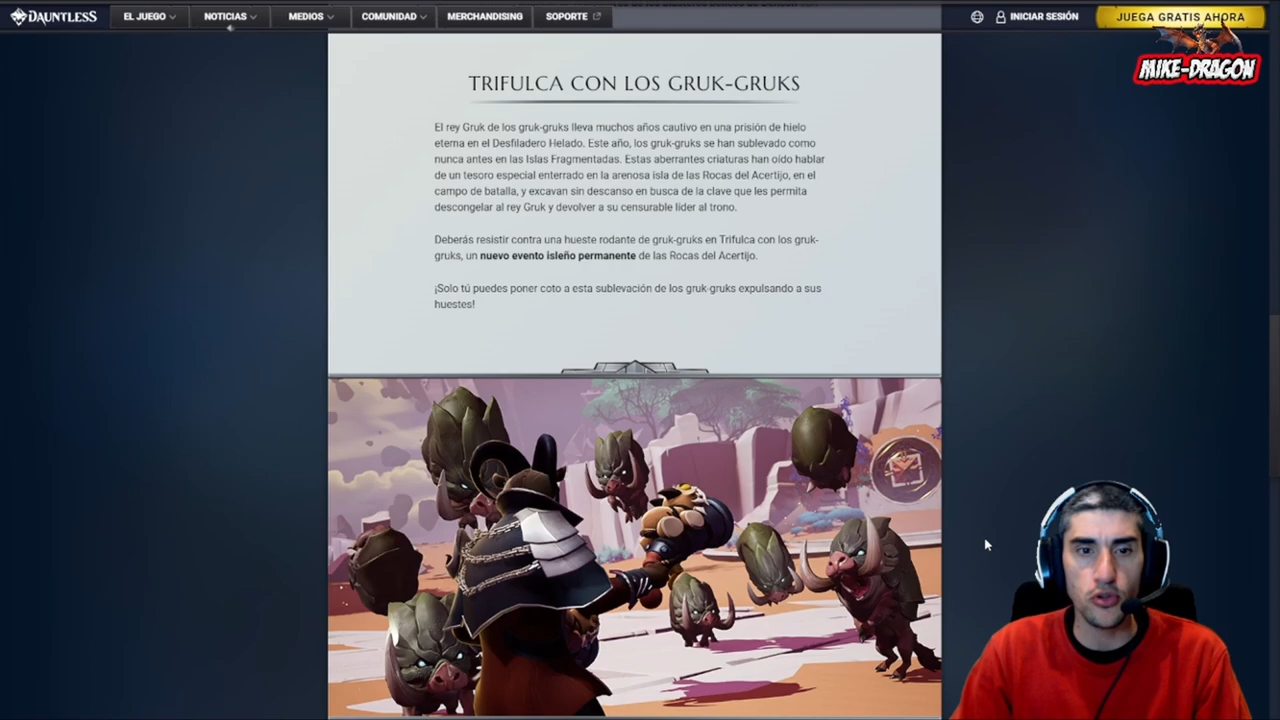 DAUNTLESS
EL JUEGO
NOTICIAS
MEDIOS
COMUNIDAD
MERCHANDISING
SOPORTE
INICIAR SESIÓN
JUEGA GRATIS AHORA
MIKE-DRAGON
TRIFULCA CON LOS GRUK-GRUKS
El rey Gruk de los gruk-gruks lleva muchos años cautivo en una prisión de hielo
eterna en el Desfiladero Helado. Este año, los gruk-gruks se han sublevado como
nunca antes en las Islas Fragmentadas. Estas aberrantes criaturas han oído hablar
de un tesoro especial enterrado en la arenosa isla de las Rocas del Acertijo, en el
campo de batalla, y excavan sin descanso en busca de la clave que les permita
descongelar al rey Gruk y devolver a su censurable líder al trono.
Deberás resistir contra una hueste rodante de gruk-gruks en Trifulca con los gruk-
gruks, un nuevo evento isleño permanente de las Rocas del Acertijo.
¡Solo tú puedes poner coto a esta sublevación de los gruk-gruks expulsando a sus
huestes!